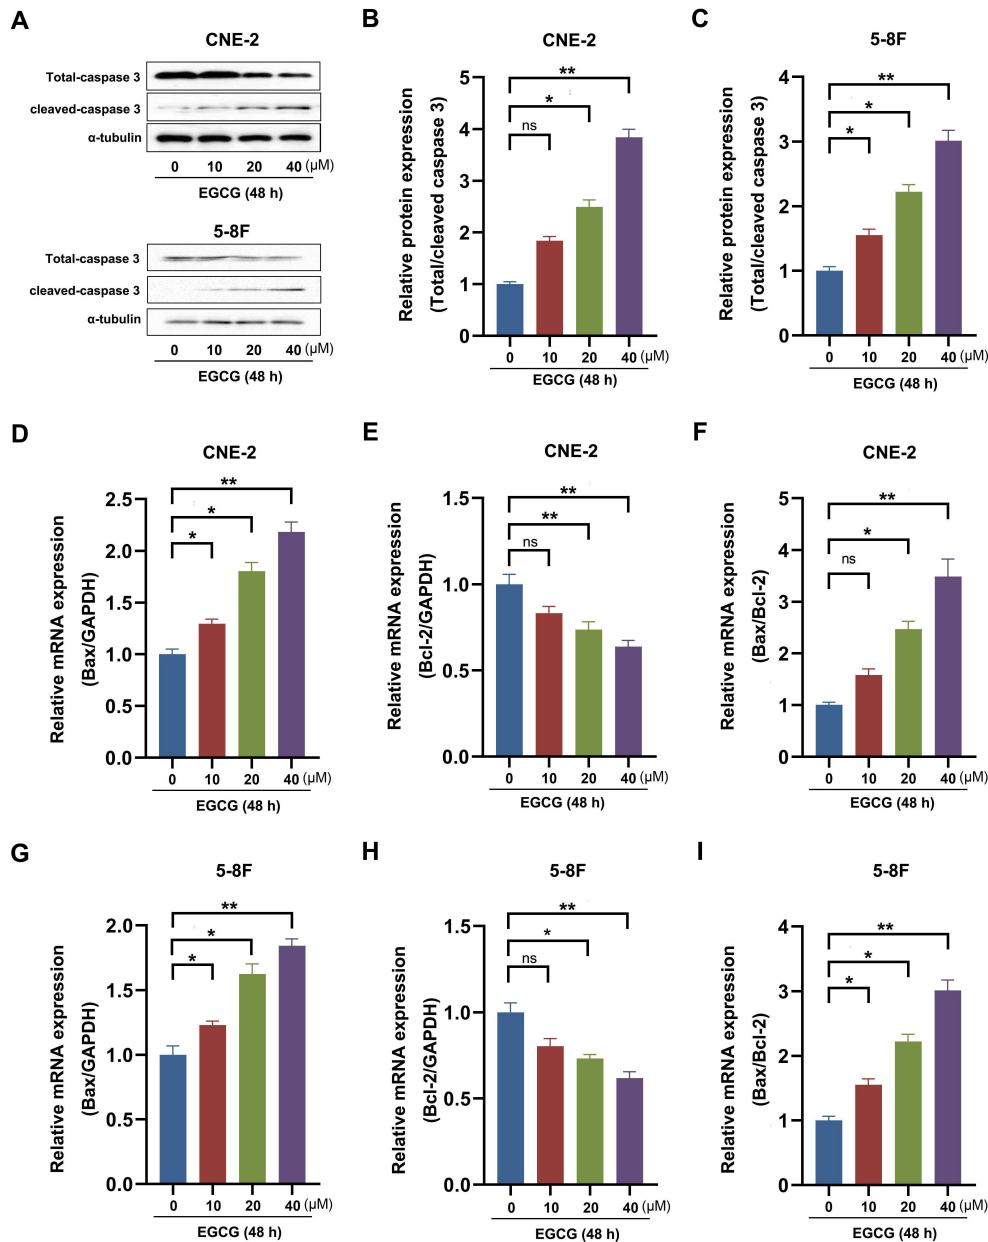 A
CNE-2
Total-caspase 3
cleaved-caspase 3
α-tubulin
0 10 20 40 (μM)
EGCG (48 h)
5-8F
Total-caspase 3
cleaved-caspase 3
α-tubulin
0 10 20 40 (μM)
EGCG (48 h)
B
CNE-2
Relative protein expression
(Total/cleaved caspase 3)
5
4
3
2
1
0
**
*
ns
0 10 20 40 (μM)
EGCG (48 h)
C
5-8F
Relative protein expression
(Total/cleaved caspase 3)
4
3
2
1
0
**
*
*
0 10 20 40 (μM)
EGCG (48 h)
D
CNE-2
Relative mRNA expression
(Bax/GAPDH)
2.5
2.0
1.5
1.0
0.5
0.0
**
*
*
0 10 20 40 (μM)
EGCG (48 h)
E
CNE-2
Relative mRNA expression
(Bcl-2/GAPDH)
1.5
1.0
0.5
0.0
**
**
ns
0 10 20 40 (μM)
EGCG (48 h)
F
CNE-2
Relative mRNA expression
(Bax/Bcl-2)
5
4
3
2
1
0
**
*
ns
0 10 20 40 (μM)
EGCG (48 h)
G
5-8F
Relative mRNA expression
(Bax/GAPDH)
2.0
1.5
1.0
0.5
0.0
**
*
*
0 10 20 40 (μM)
EGCG (48 h)
H
5-8F
Relative mRNA expression
(Bcl-2/GAPDH)
1.5
1.0
0.5
0.0
**
*
ns
0 10 20 40 (μM)
EGCG (48 h)
I
5-8F
Relative mRNA expression
(Bax/Bcl-2)
4
3
2
1
0
**
*
*
0 10 20 40 (μM)
EGCG (48 h)